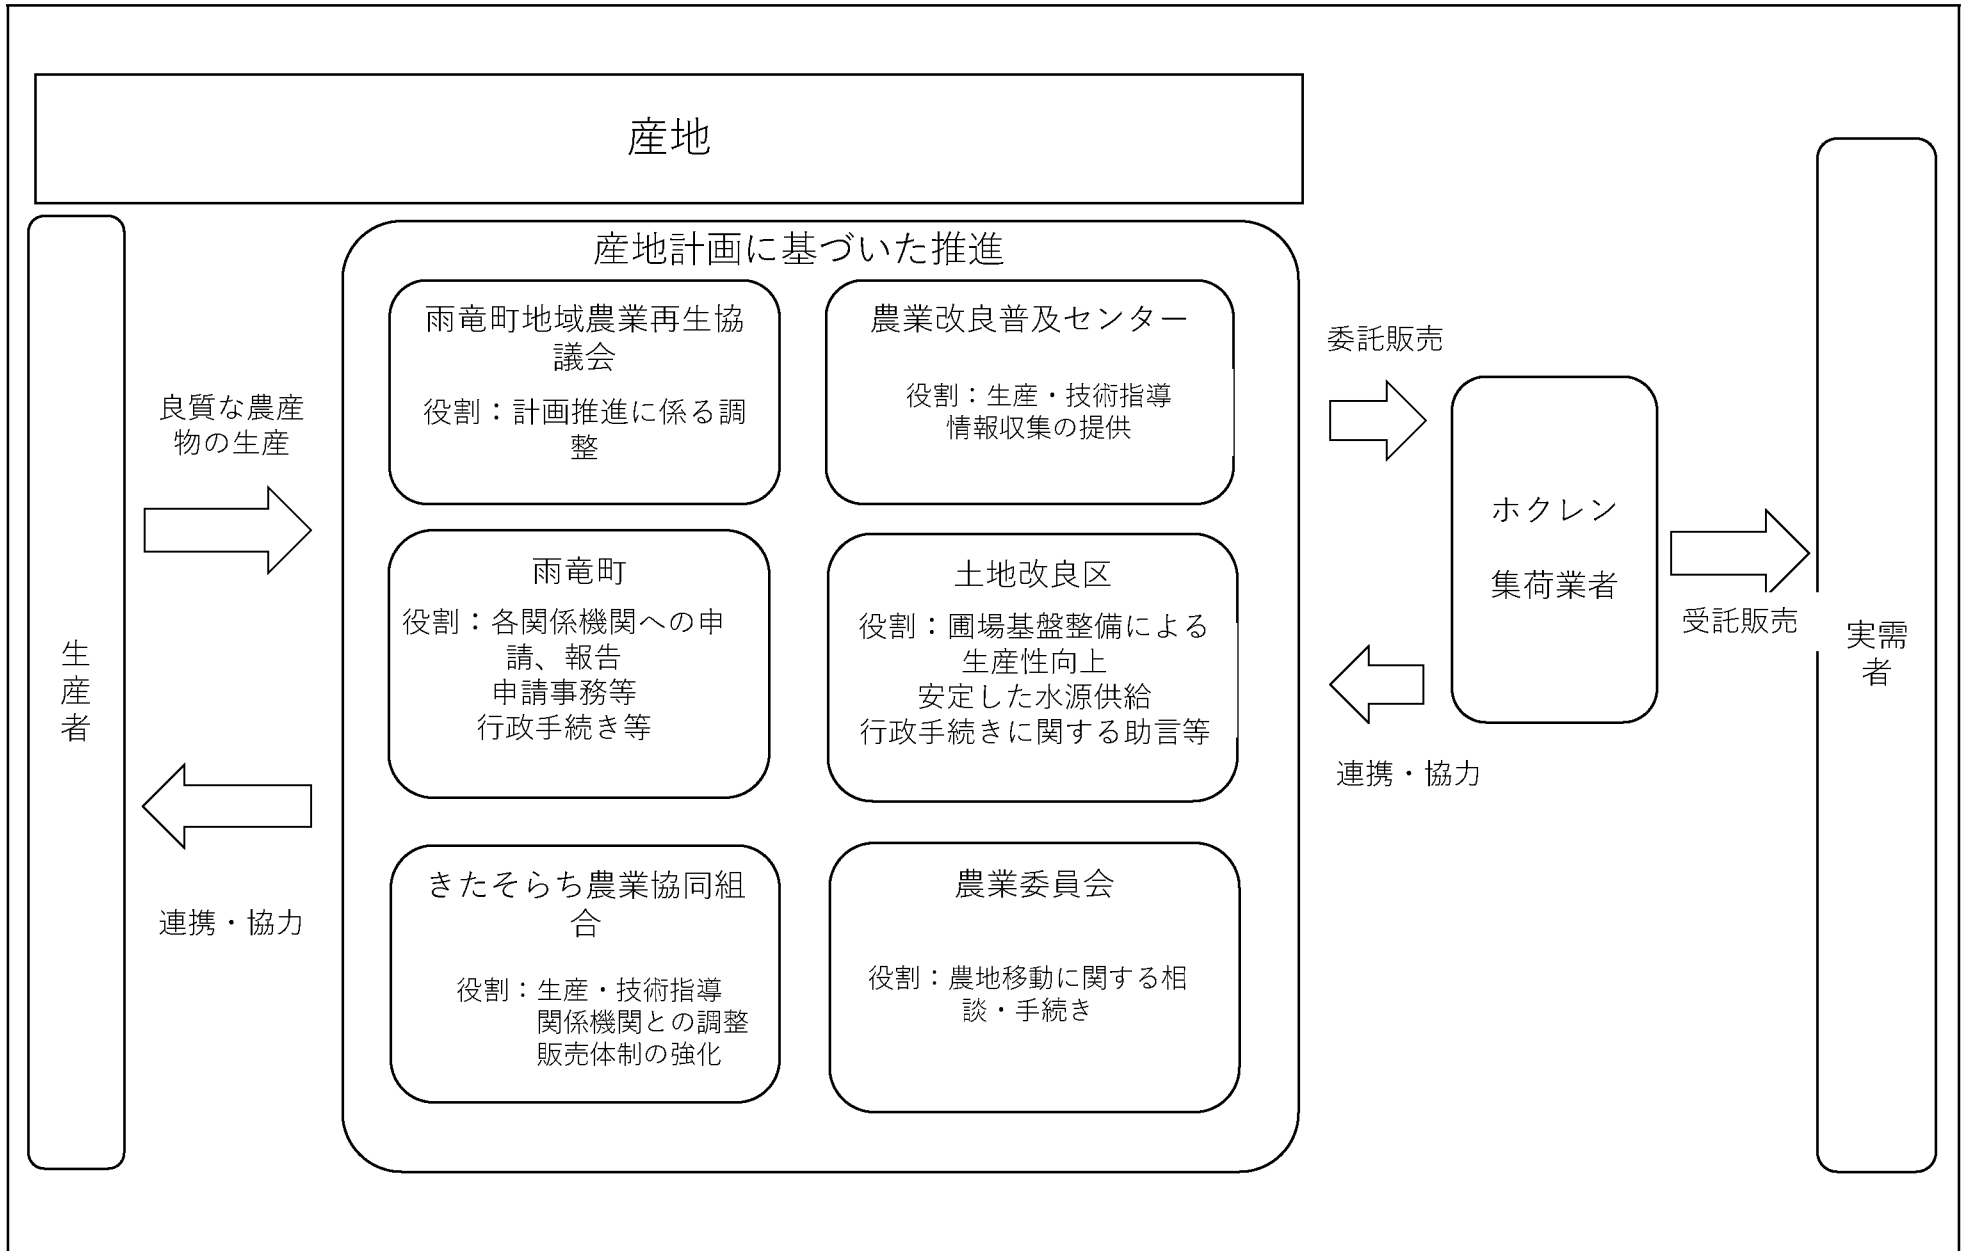 産地
生
産
者
良質な農産
物の生産
連携・協力
産地計画に基づいた推進
雨竜町地域農業再生協
議会
役割：計画推進に係る調
整
農業改良普及センター
役割：生産・技術指導
情報収集の提供
雨竜町
役割：各関係機関への申
請、報告
申請事務等
行政手続き等
土地改良区
役割：圃場基盤整備による
生産性向上
安定した水源供給
行政手続きに関する助言等
きたそらち農業協同組
合
役割：生産・技術指導
関係機関との調整
販売体制の強化
農業委員会
役割：農地移動に関する相
談・手続き
委託販売
連携・協力
ホクレン
集荷業者
受託販売
実需
者